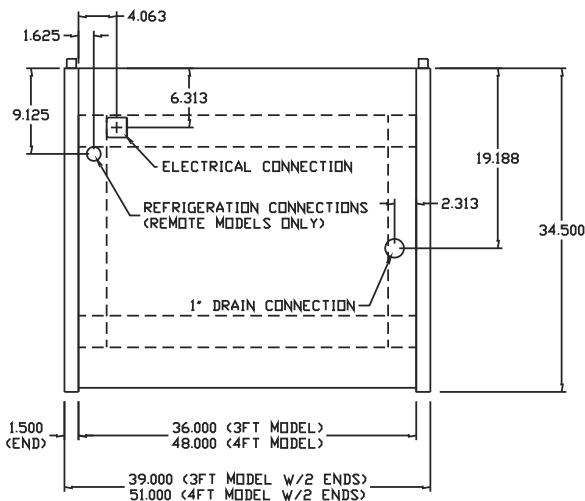 4.063
1.625
6.313
9.125
ELECTRICAL CONNECTION
19.188
REFRIGERATION CONNECTIONS
(REMOTE MODELS ONLY)
2.313
34.500
1" DRAIN CONNECTION
1.500
(END)
36.000 (3FT MODEL)
48.000 (4FT MODEL)
39.000 (3FT MODEL W/2 ENDS)
51.000 (4FT MODEL W/2 ENDS)